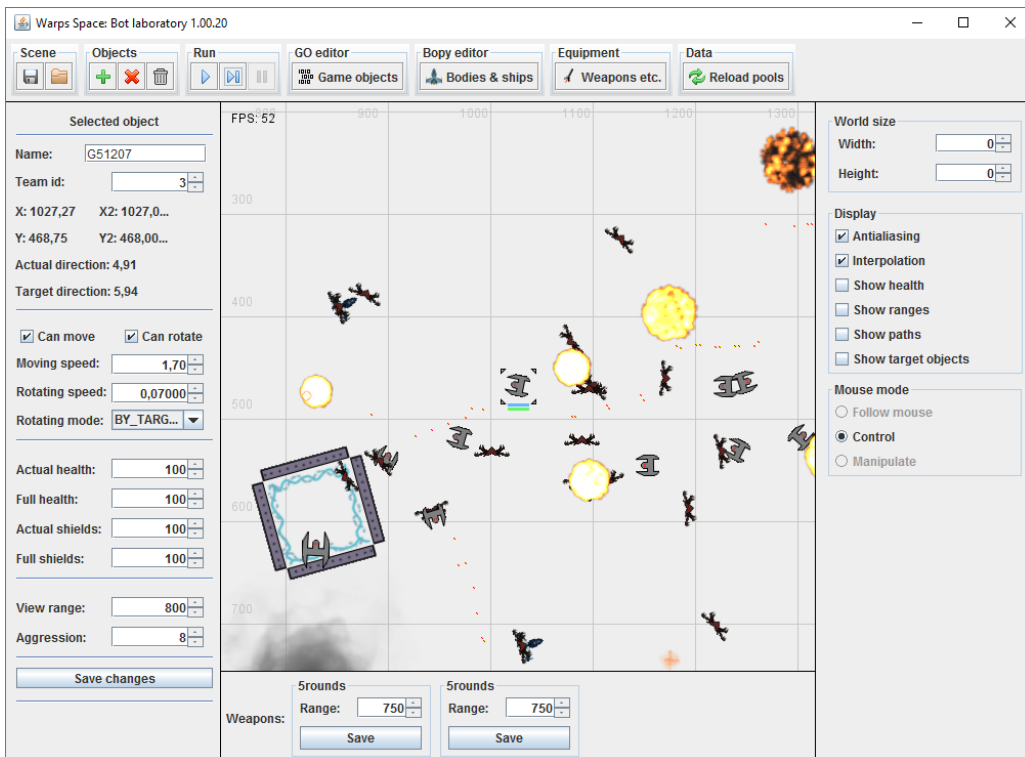 Warps Space: Bot laboratory 1.00.20
Scene Objects Run GO editor Bopy editor Equipment Data
Game objects Bodies & ships Weapons etc. Reload pools
Selected object
Name: G51207
Team id: 3
X: 1027,27 X2: 1027,0...
Y: 468,75 Y2: 468,00...
Actual direction: 4,91
Target direction: 5,94
Can move Can rotate
Moving speed: 1,70
Rotating speed: 0,07000
Rotating mode: BY_TARG...
Actual health: 100
Full health: 100
Actual shields: 100
Full shields: 100
View range: 800
Aggression: 8
Save changes
FPS: 52
900 1000 1100 1200 1300
300
400
500
600
700
Weapons:
5rounds
Range: 750
Save
5rounds
Range: 750
Save
World size
Width: 0
Height: 0
Display
Antialiasing
Interpolation
Show health
Show ranges
Show paths
Show target objects
Mouse mode
Follow mouse
Control
Manipulate